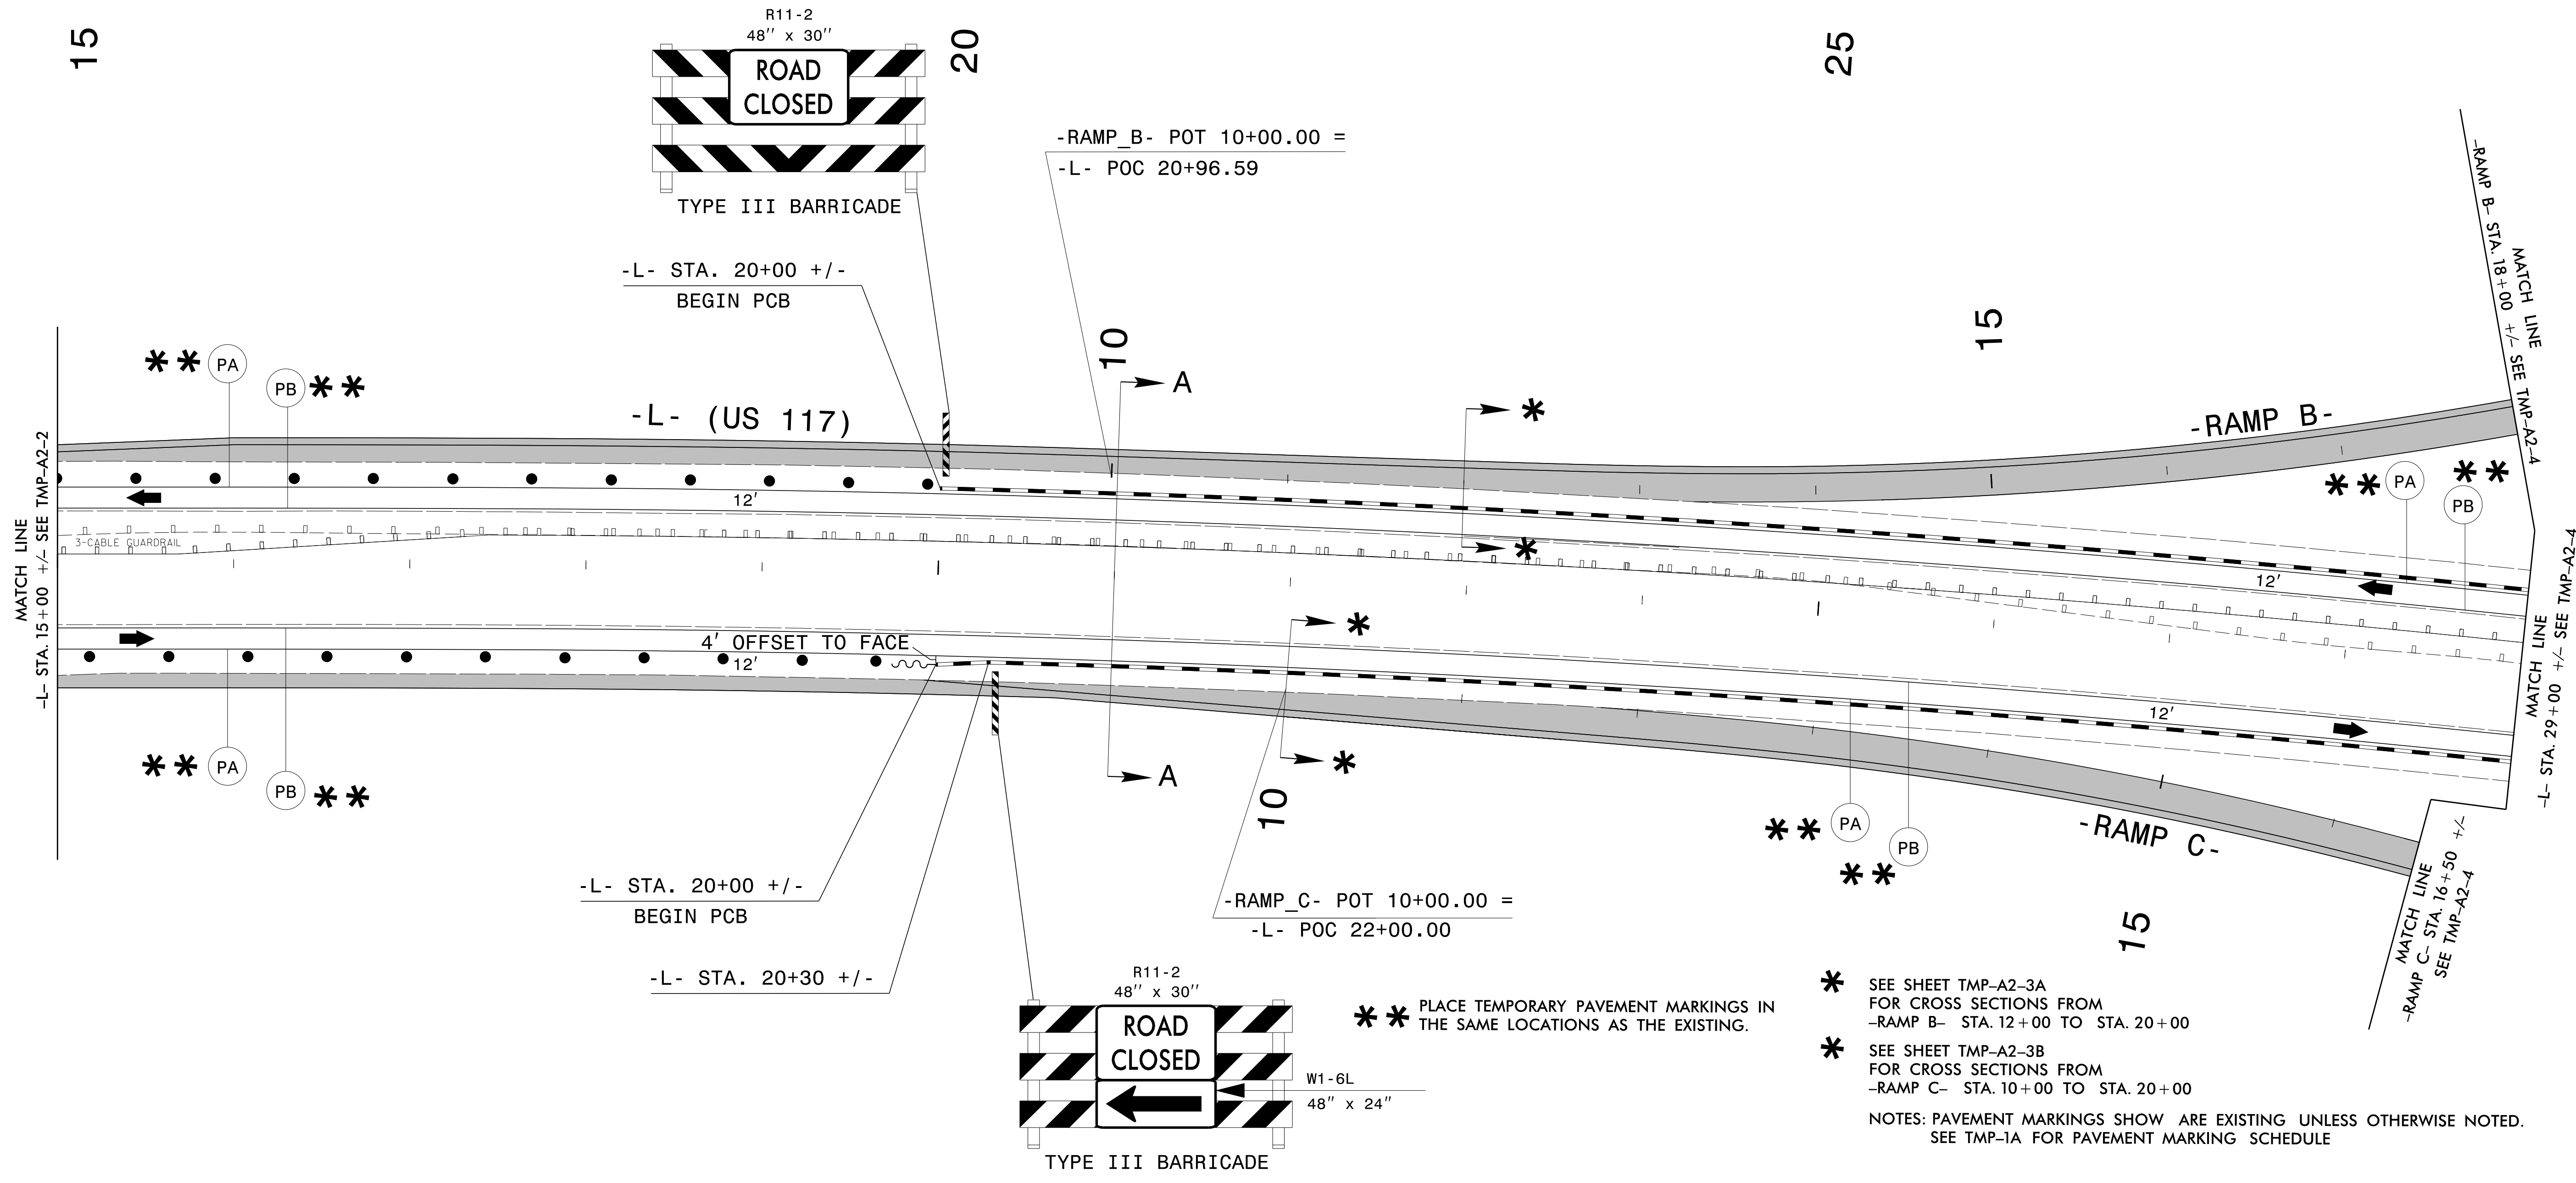 15
R11-2
48" x 30"
ROAD
CLOSED
TYPE III BARRICADE
20
25
-RAMP_B- POT 10+00.00 =
-L- POC 20+96.59
-L- STA. 20+00 +/-
BEGIN PCB
MATCH LINE
-RAMP B- STA. 18+00 +/- SEE TMP-A2-4
10
15
** PA
PB **
A
*
-L- (US 117)
-RAMP B-
MATCH LINE
-L- STA. 15+00 +/- SEE TMP-A2-2
12'
*
** PA
**
PB
3-CABLE GUARDRAIL
12'
*
4' OFFSET TO FACE
12'
12'
** PA
PB **
A
*
10
** PA
PB
**
-RAMP C-
MATCH LINE
-L- STA. 29+00 +/- SEE TMP-A2-4
-L- STA. 20+00 +/-
BEGIN PCB
-RAMP_C- POT 10+00.00 =
-L- POC 22+00.00
15
MATCH LINE
-RAMP C- STA. 16+50 +/-
SEE TMP-A2-4
-L- STA. 20+30 +/-
R11-2
48" x 30"
ROAD
CLOSED
W1-6L
48" x 24"
TYPE III BARRICADE
** PLACE TEMPORARY PAVEMENT MARKINGS IN
THE SAME LOCATIONS AS THE EXISTING.
* SEE SHEET TMP-A2-3A
FOR CROSS SECTIONS FROM
-RAMP B- STA. 12+00 TO STA. 20+00
* SEE SHEET TMP-A2-3B
FOR CROSS SECTIONS FROM
-RAMP C- STA. 10+00 TO STA. 20+00
NOTES: PAVEMENT MARKINGS SHOW ARE EXISTING UNLESS OTHERWISE NOTED.
SEE TMP-1A FOR PAVEMENT MARKING SCHEDULE